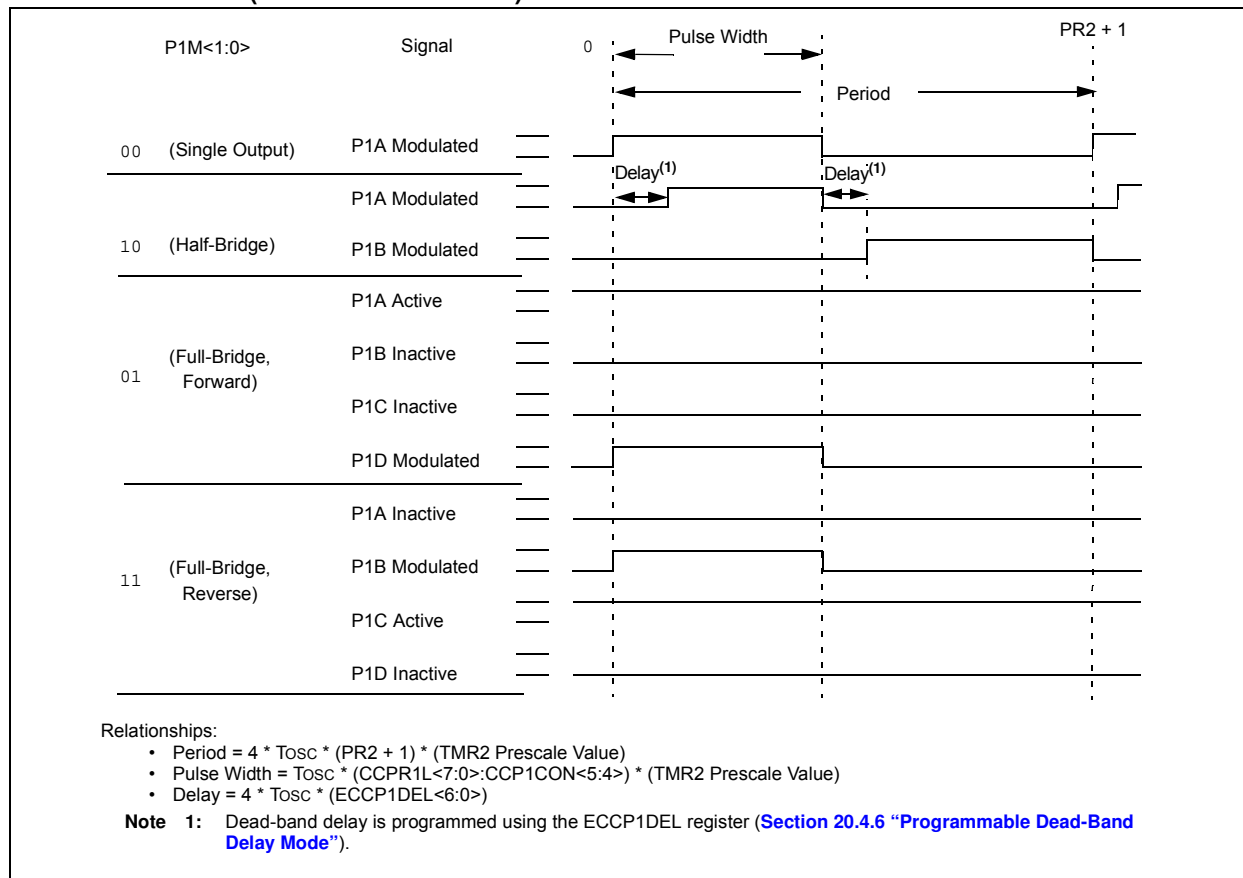 P1M<1:0> Signal 0 Pulse Width PR2 + 1
Period
00 (Single Output) P1A Modulated
Delay(1) Delay(1)
P1A Modulated
10 (Half-Bridge) P1B Modulated
P1A Active
01 (Full-Bridge, Forward) P1B Inactive
P1C Inactive
P1D Modulated
P1A Inactive
11 (Full-Bridge, Reverse) P1B Modulated
P1C Active
P1D Inactive
Relationships:
• Period = 4 * TOSC * (PR2 + 1) * (TMR2 Prescale Value)
• Pulse Width = TOSC * (CCPR1L<7:0>:CCP1CON<5:4>) * (TMR2 Prescale Value)
• Delay = 4 * TOSC * (ECCP1DEL<6:0>)
Note 1: Dead-band delay is programmed using the ECCP1DEL register (Section 20.4.6 “Programmable Dead-Band
Delay Mode”).